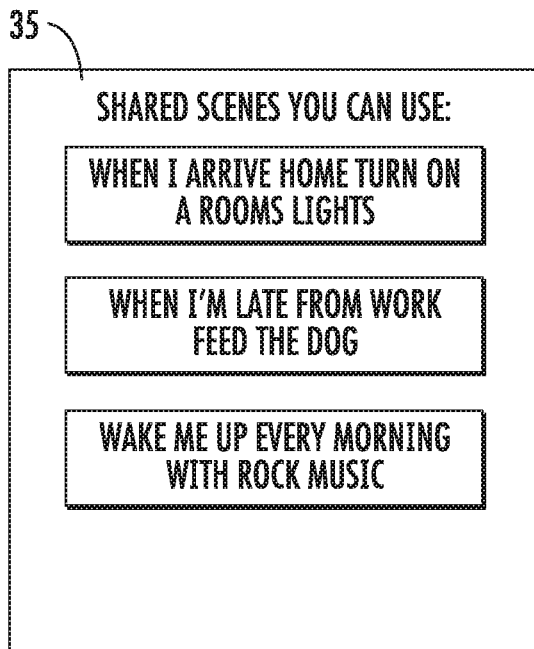 35
SHARED SCENES YOU CAN USE:
WHEN I ARRIVE HOME TURN ON
A ROOMS LIGHTS
WHEN I'M LATE FROM WORK
FEED THE DOG
WAKE ME UP EVERY MORNING
WITH ROCK MUSIC